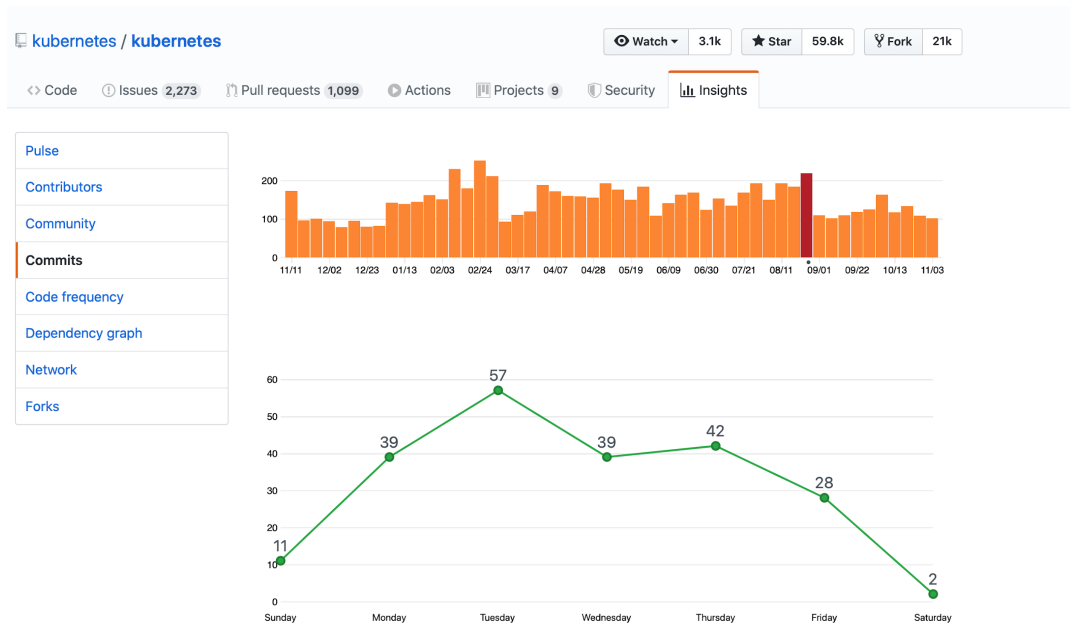 kubernetes / kubernetes
Watch 3.1k Star 59.8k Fork 21k
Code Issues 2,273 Pull requests 1,099 Actions Projects 9 Security Insights
Pulse
Contributors
Community
Commits
Code frequency
Dependency graph
Network
Forks
200
100
0
11/11 12/02 12/23 01/13 02/03 02/24 03/17 04/07 04/28 05/19 06/09 06/30 07/21 08/11 09/01 09/22 10/13 11/03
60
50
40
30
20
10
0
11 39 57 39 42 28 2
Sunday Monday Tuesday Wednesday Thursday Friday Saturday